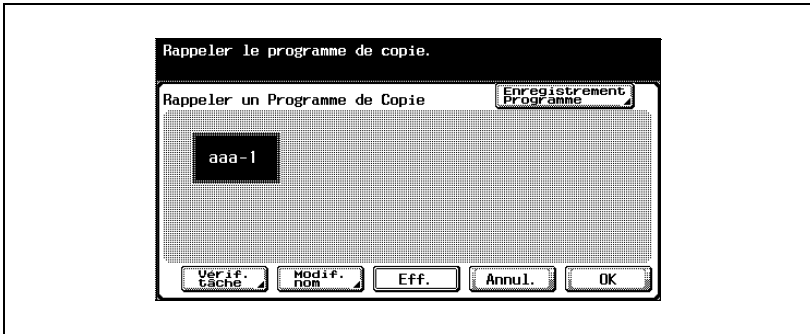 Rappeler le programme de copie.
Rappeler un Programme de Copie
Enregistrement
Programme
aaa-1
Vérif.
tâche
Modif.
nom
Eff.
Annul.
OK